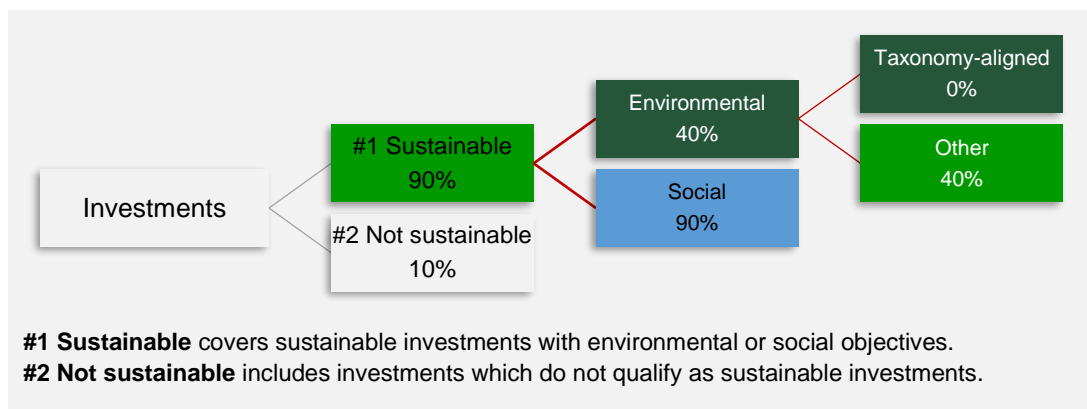 Investments
#1 Sustainable
90%
#2 Not sustainable
10%
Environmental
40%
Social
90%
Taxonomy-aligned
0%
Other
40%
#1 Sustainable covers sustainable investments with environmental or social objectives.
#2 Not sustainable includes investments which do not qualify as sustainable investments.